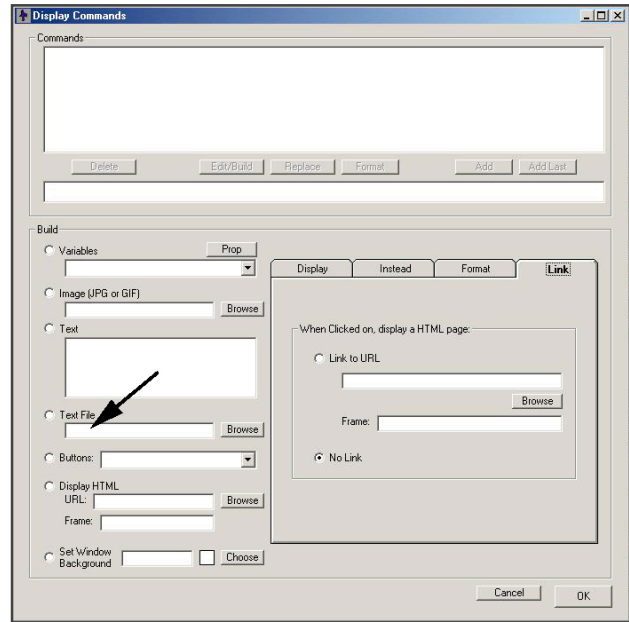 Display Commands
Commands
Delete Edit/Build Replace Format Add Add Last
Build
Variables Prop
Display Instead Format Link
Image (JPG or GIF)
Browse
Text
When Clicked on, display a HTML page:
Link to URL
Browse
Text File
Frame:
Browse
Buttons:
No Link
Display HTML
URL: Browse
Frame:
Set Window
Background Choose
Cancel OK